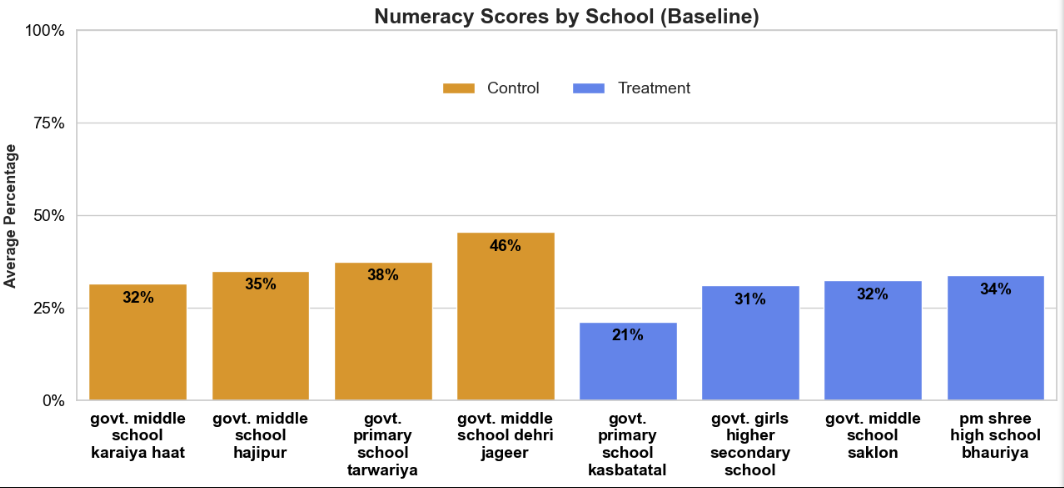 Numeracy Scores by School (Baseline)
100%
Control
Treatment
75%
Average Percentage
50%
46%
38%
35%
32%
34%
32%
31%
25%
21%
0%
govt. middle
school
karaiya haat
govt. middle
school
hajipur
govt.
primary
school
tarwariya
govt. middle
school dehri
jageer
govt.
primary
school
kasbatatal
govt. girls
higher
secondary
school
govt. middle
school
saklon
pm shree
high school
bhauriya